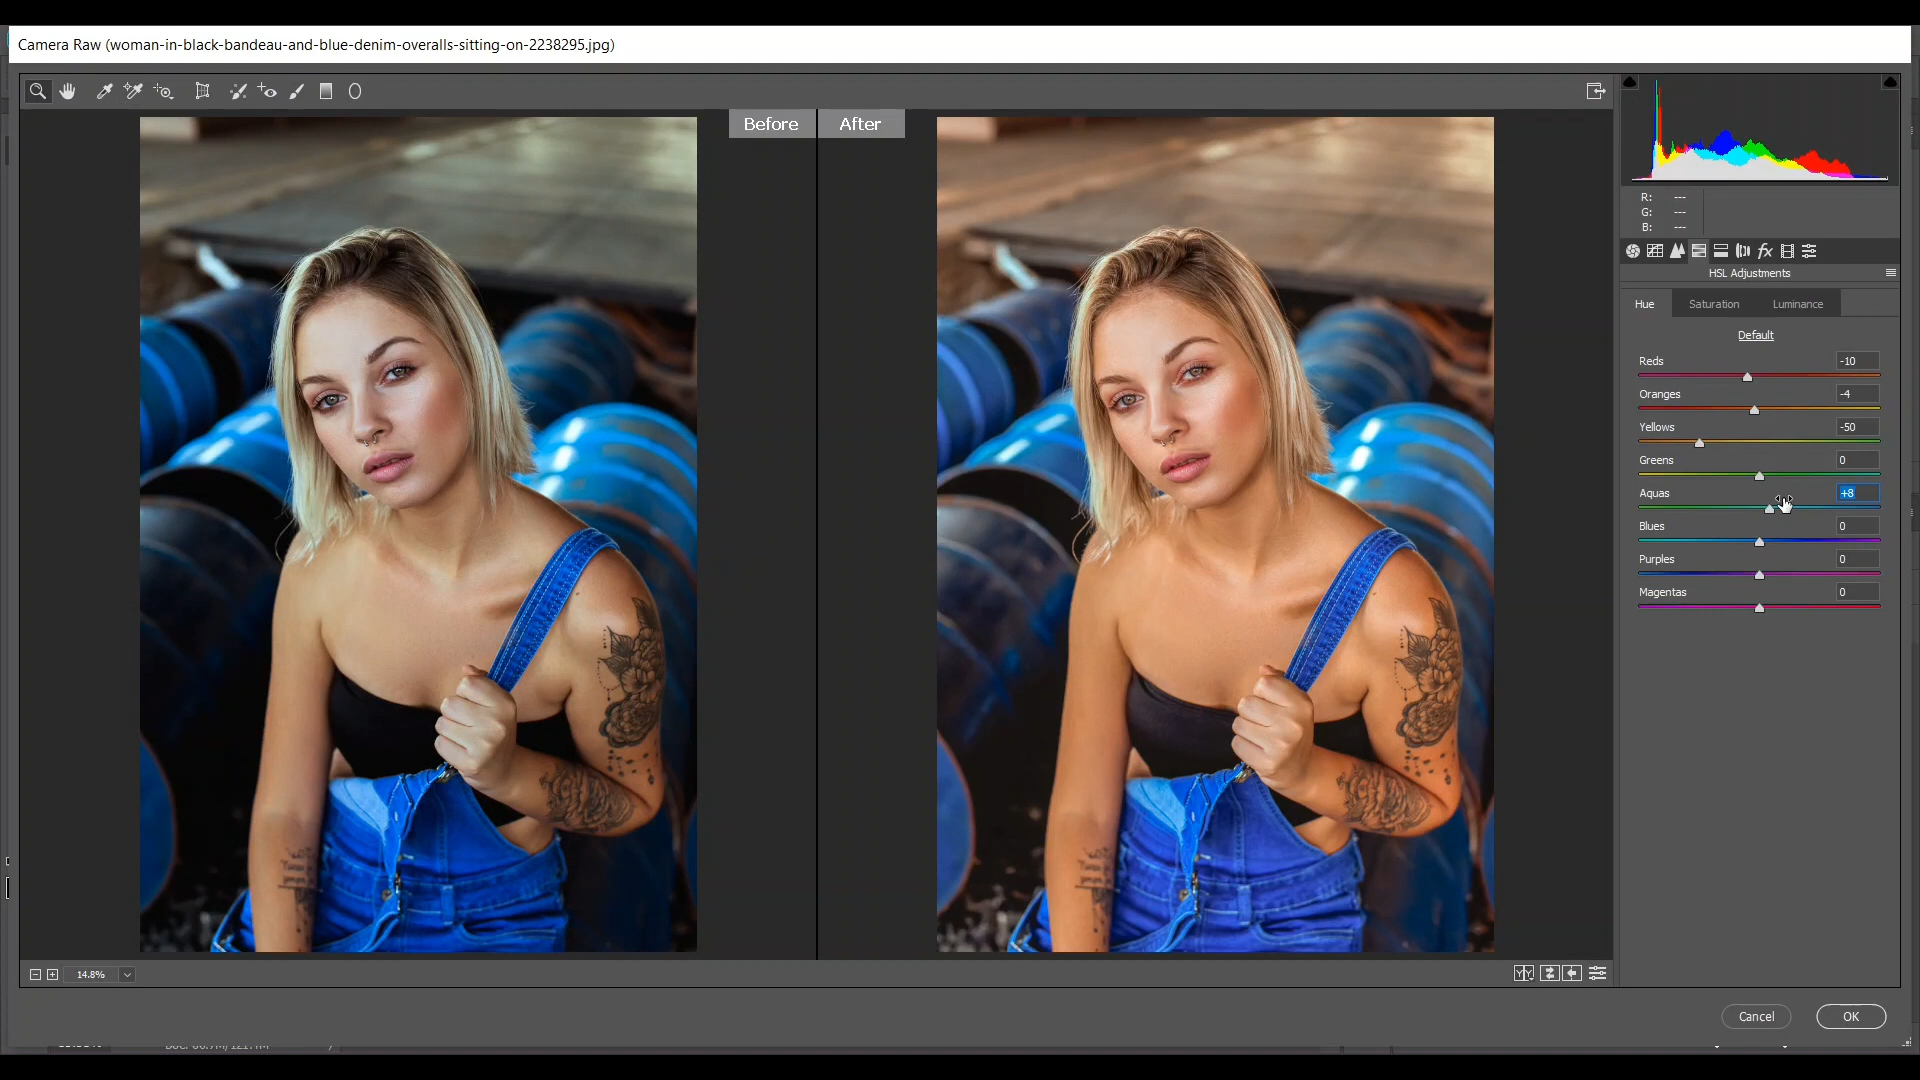 Camera Raw (woman-in-black-bandeau-and-blue-denim-overalls-sitting-on-2238295.jpg)
Before
After
R: ---
G: ---
B: ---
fx
HSL Adjustments
Hue Saturation Luminance
Default
Reds -10
Oranges -4
Yellows -50
Greens 0
Aquas +8
Blues 0
Purples 0
Magentas 0
14.8%
Y Y
Cancel OK